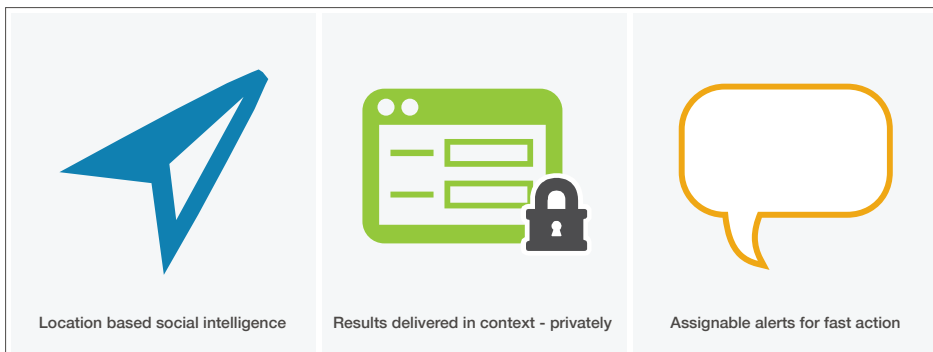 Location based social intelligence
Results delivered in context - privately
Assignable alerts for fast action